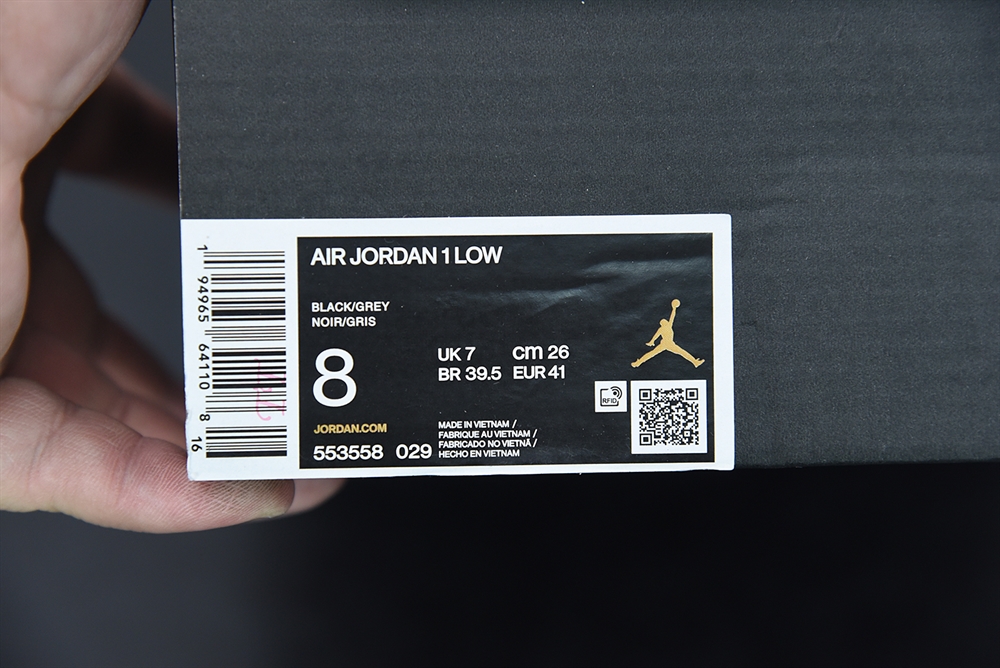 AIR JORDAN 1 LOW
BLACK/GREY
NOIR/GRIS
8
UK 7 cm 26
BR 39.5 EUR 41
RFID
JORDAN.COM
553558 029
MADE IN VIETNAM /
FABRIQUE AU VIETNAM /
FABRICADO NO VIETNÃ /
HECHO EN VIETNAM
1 94965 64110 8 16